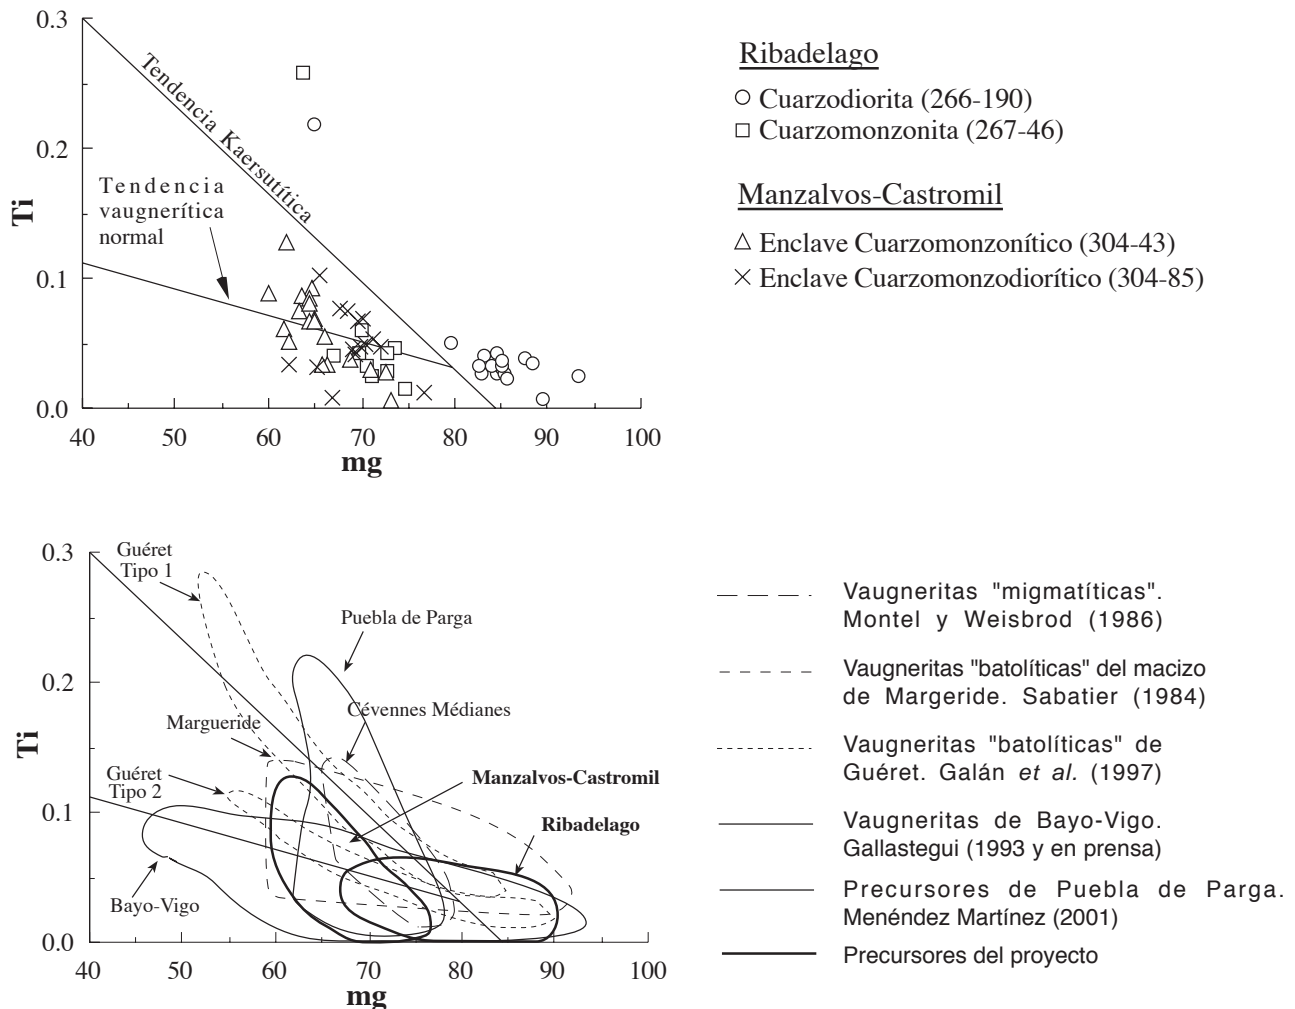 0.3
0.2
0.1
0.0
Ti
40
50
60
70
80
90
100
mg
Tendencia Kaersutítica
Tendencia
vaugnerítica
normal
Ribadelago
Cuarzodiorita (266-190)
Cuarzomonzonita (267-46)
Manzalvos-Castromil
Enclave Cuarzomonzonítico (304-43)
Enclave Cuarzomonzodiorítico (304-85)
0.3
0.2
0.1
0.0
Ti
40
50
60
70
80
90
100
mg
Guéret
Tipo 1
Puebla de Parga
Margueride
Cévennes Médianes
Guéret
Tipo 2
Manzalvos-Castromil
Ribadelago
Bayo-Vigo
Vaugneritas "migmatíticas".
Montel y Weisbrod (1986)
Vaugneritas "batolíticas" del macizo
de Margeride. Sabatier (1984)
Vaugneritas "batolíticas" de
Guéret. Galán et al. (1997)
Vaugneritas de Bayo-Vigo.
Gallastegui (1993 y en prensa)
Precursores de Puebla de Parga.
Menéndez Martínez (2001)
Precursores del proyecto